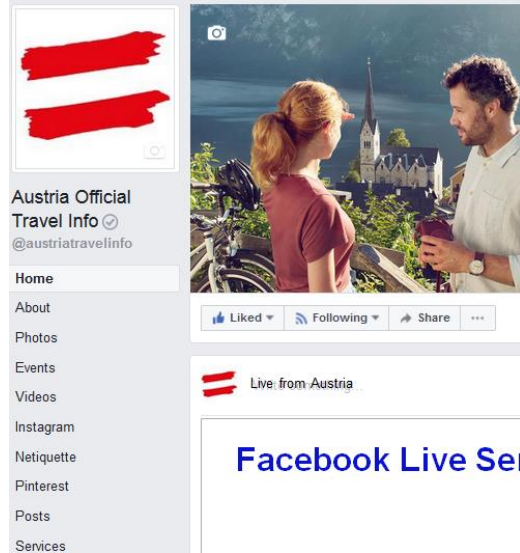 Austria Official
Travel Info
@austriatravelinfo
Home
About
Photos
Events
Videos
Instagram
Netiquette
Pinterest
Posts
Services
Liked
Following
Share
Live from Austria
Facebook Live Ser